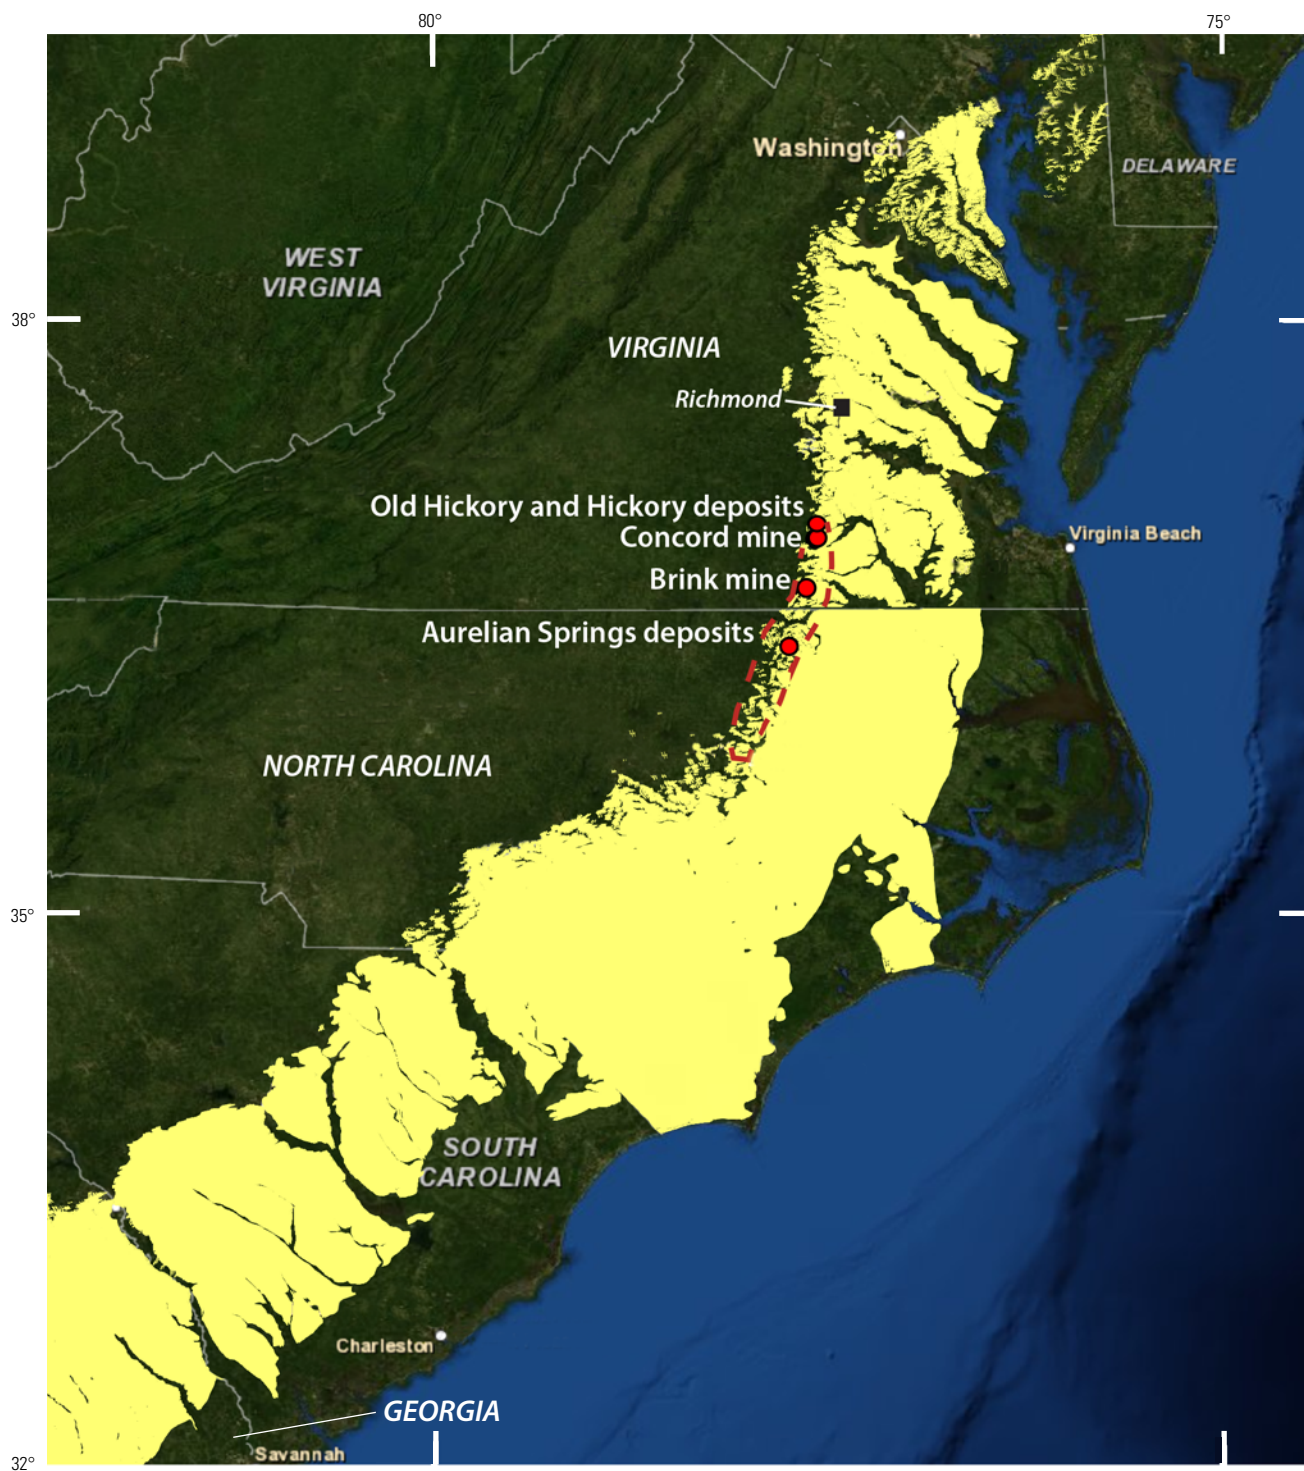 80°
75°
Washington
DELAWARE
WEST
VIRGINIA
38°
VIRGINIA
Richmond
Old Hickory and Hickory deposits
Concord mine
Virginia Beach
Brink mine
Aurelian Springs deposits
NORTH CAROLINA
35°
SOUTH
CAROLINA
Charleston
GEORGIA
Savannah
32°